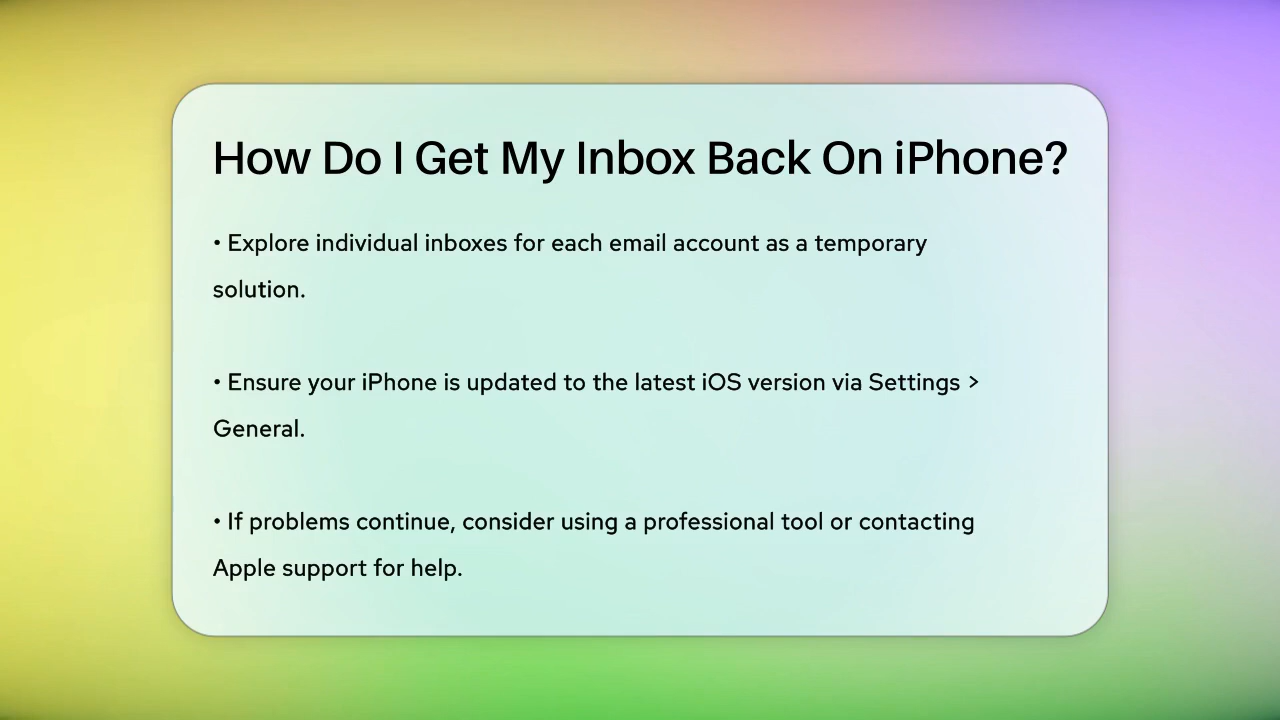 How Do I Get My Inbox Back On iPhone?
• Explore individual inboxes for each email account as a temporary
solution.
• Ensure your iPhone is updated to the latest iOS version via Settings >
General.
• If problems continue, consider using a professional tool or contacting
Apple support for help.